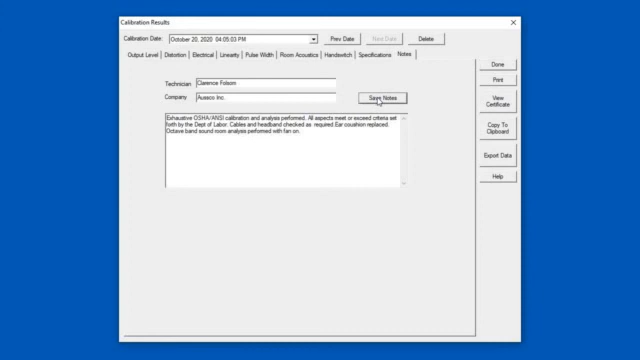 Calibration Results
Calibration Date: October 20, 2020 04:05:03 PM Prev Date Next Date Delete
Output Level Distortion Electrical Linearity Pulse Width Room Acoustics Handswitch Specifications Notes
Done
Technician Clarence Folsom
Print
Company Auasco Inc. Save Notes
View
Certificate
Exhaustive OSHA/ANSI calibration and analysis performed. All aspects meet or exceed criteria set
forth by the Dept of Labor. Cables and headband checked as required Ear coushion replaced.
Octave band sound room analysis performed with fan on.
Copy To
Clipboard
Export Data
Help